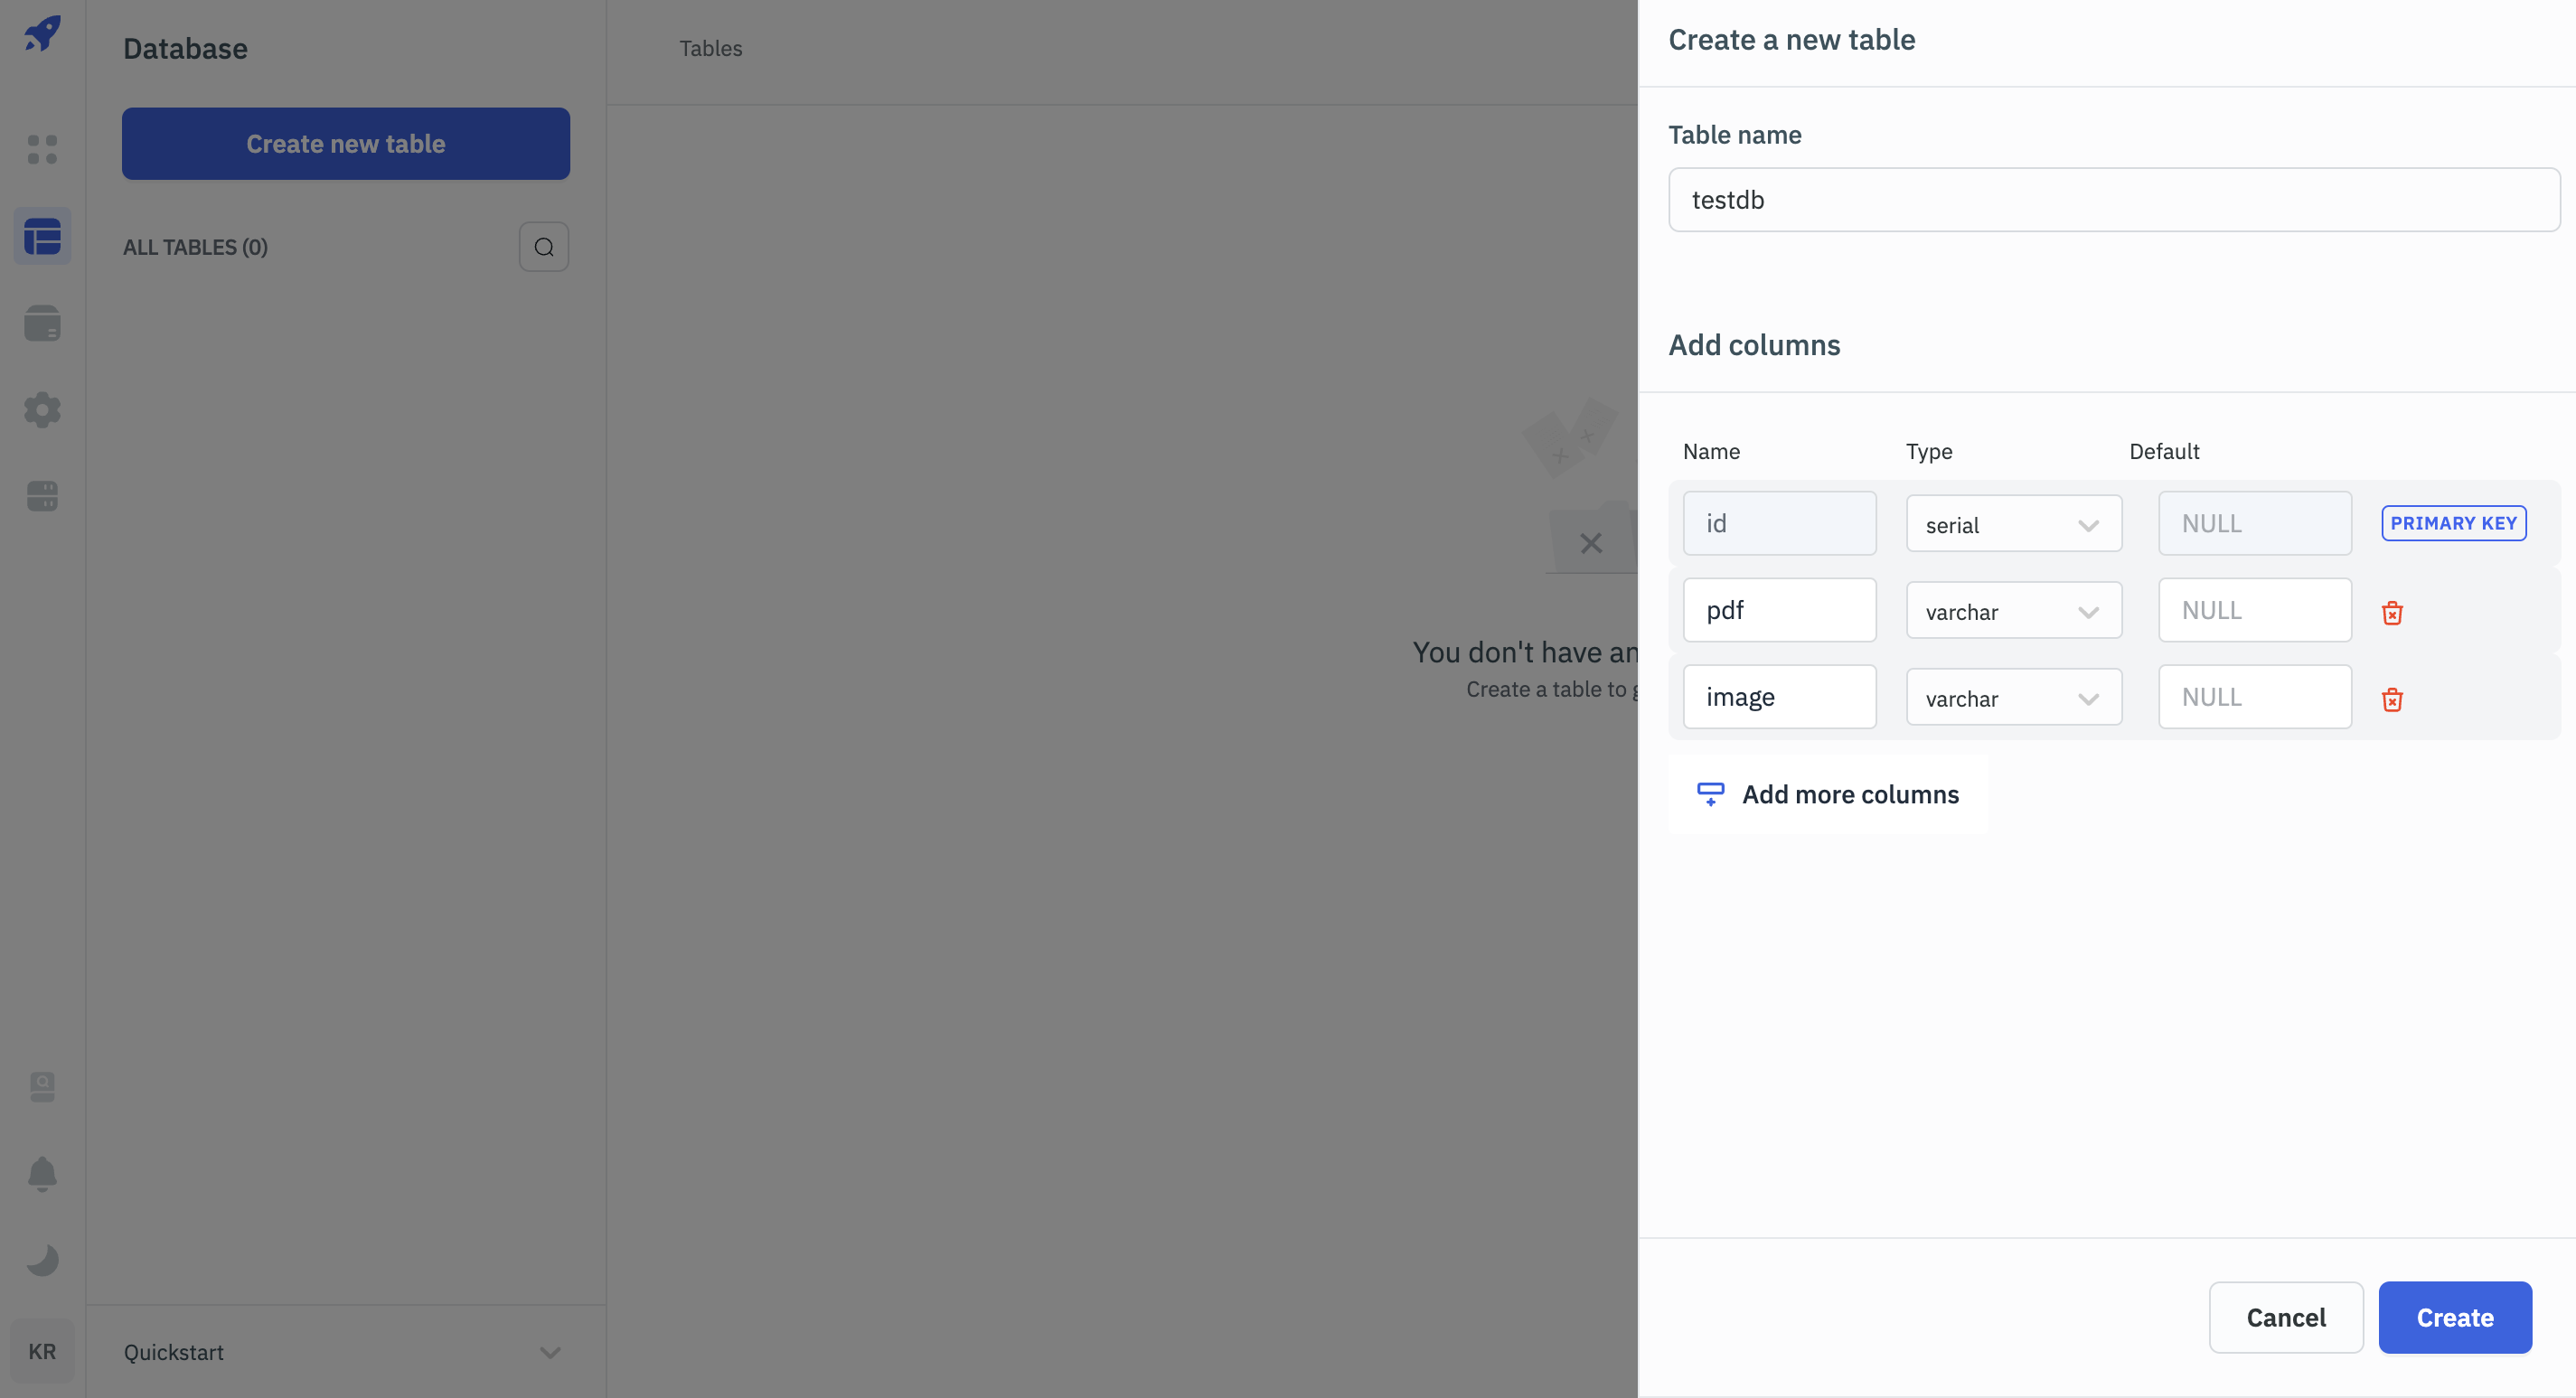 Database
Create new table
ALL TABLES (0)
Quickstart
KR
Tables
You don't have an
Create a table to g
Create a new table
Table name
testdb
Add columns
Name Type Default
id serial NULL PRIMARY KEY
pdf varchar NULL
image varchar NULL
Add more columns
Cancel Create